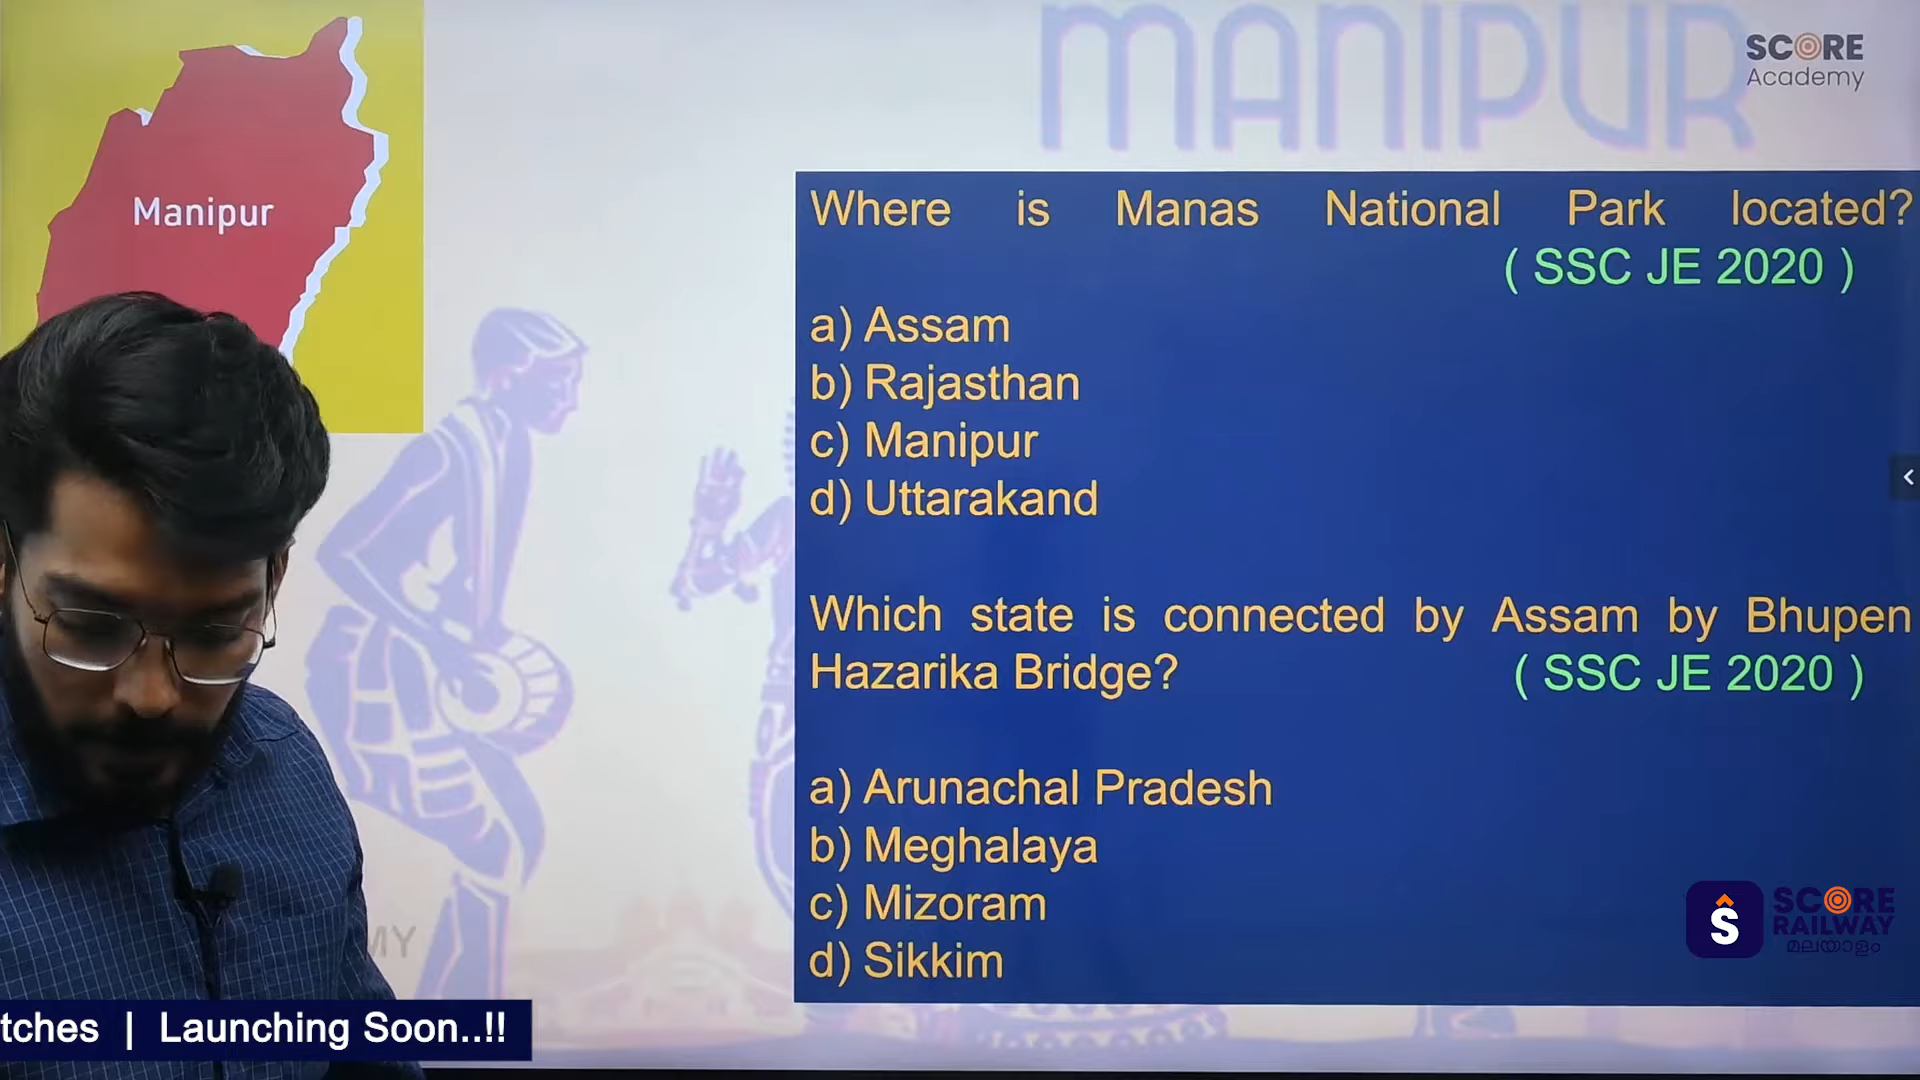 MANIPUR
SCORE
Academy
Manipur
Where is Manas National Park located?
( SSC JE 2020 )
a) Assam
b) Rajasthan
c) Manipur
d) Uttarakand
Which state is connected by Assam by Bhupen
Hazarika Bridge? ( SSC JE 2020 )
a) Arunachal Pradesh
b) Meghalaya
c) Mizoram
d) Sikkim
SCORE
RAILWAY
മലയാളം
MY
tches | Launching Soon..!!